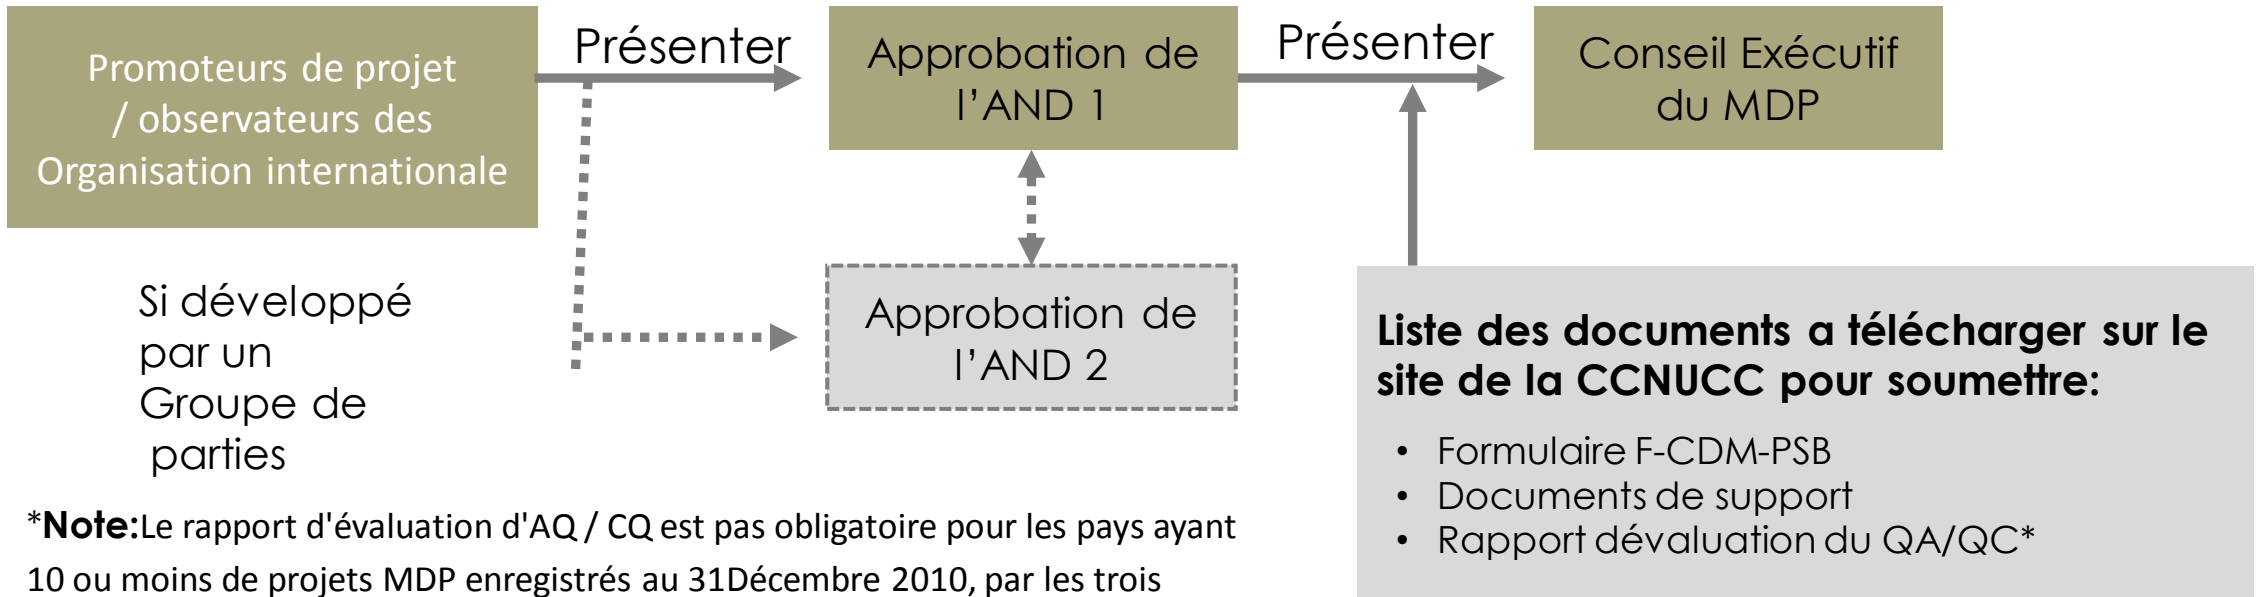 Promoteurs de projet
/ observateurs des
Organisation internationale
Présenter
Approbation de
l’AND 1
Présenter
Conseil Exécutif
du MDP
Si développé
par un
Groupe de
parties
Approbation de
l’AND 2
Liste des documents a télécharger sur le
site de la CCNUCC pour soumettre:
• Formulaire F-CDM-PSB
• Documents de support
• Rapport dévaluation du QA/QC*
*Note:Le rapport d'évaluation d'AQ / CQ est pas obligatoire pour les pays ayant
10 ou moins de projets MDP enregistrés au 31Décembre 2010, par les trois